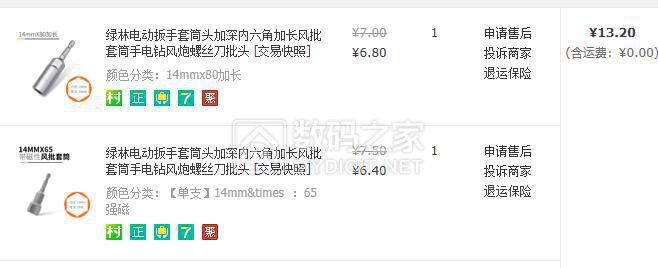 14mmX80加长
绿林电动扳手套筒头加深内六角加长风批
套筒手电钻风炮螺丝刀批头 [交易快照]
颜色分类：14mmx80加长
村 正 7 聚
¥7.00
¥6.80
1
申请售后
投诉商家
退运保险
¥13.20
(含运费：¥0.00)
数码之家
MYDIGIT.NET
14MMX65
带磁性风批套筒
绿林电动扳手套筒头加深内六角加长风批
套筒手电钻风炮螺丝刀批头 [交易快照]
颜色分类：【单支】14mm&times ：65
强磁
村 正 7 聚
¥7.50
¥6.40
1
申请售后
投诉商家
退运保险